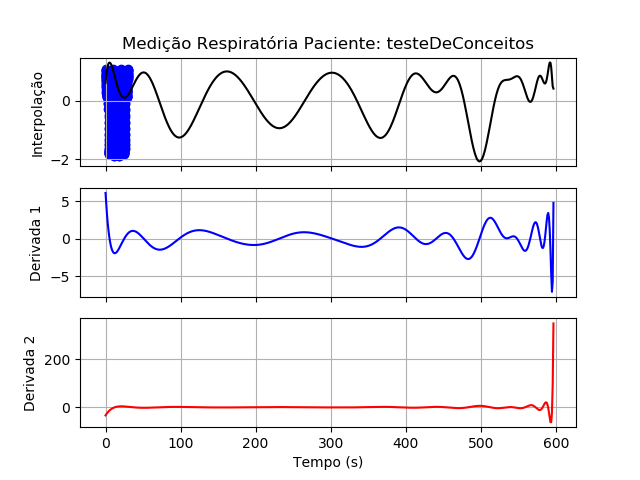 Medição Respiratória Paciente: testeDeConceitos
Interpolação
0
−2
Derivada 1
5
0
−5
Derivada 2
200
0
0 100 200 300 400 500 600
Tempo (s)